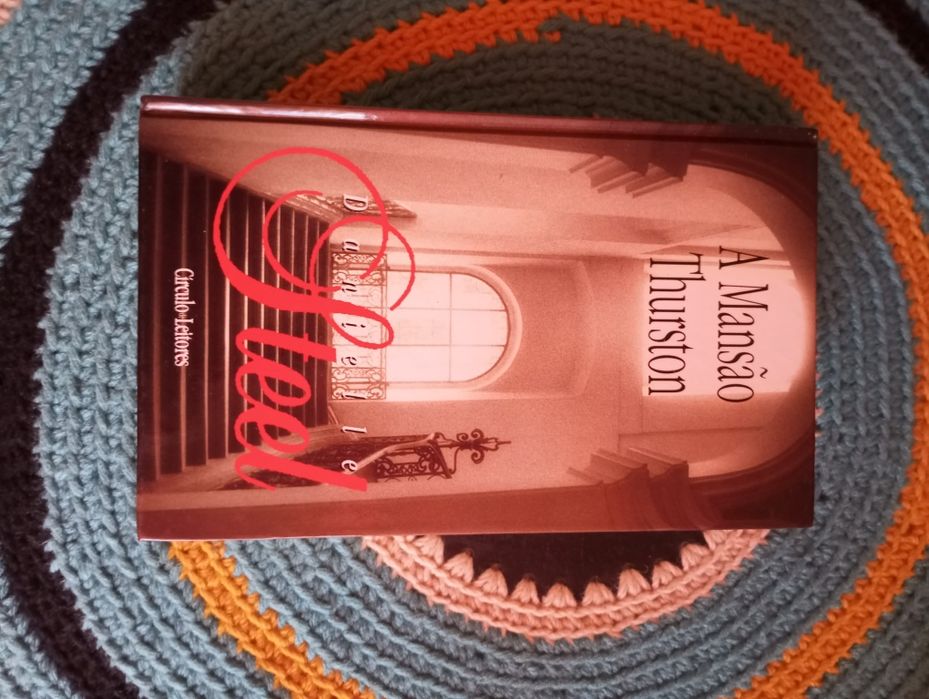 A Mansão
Thurston
Danielle
Steel
Círculo de Leitores